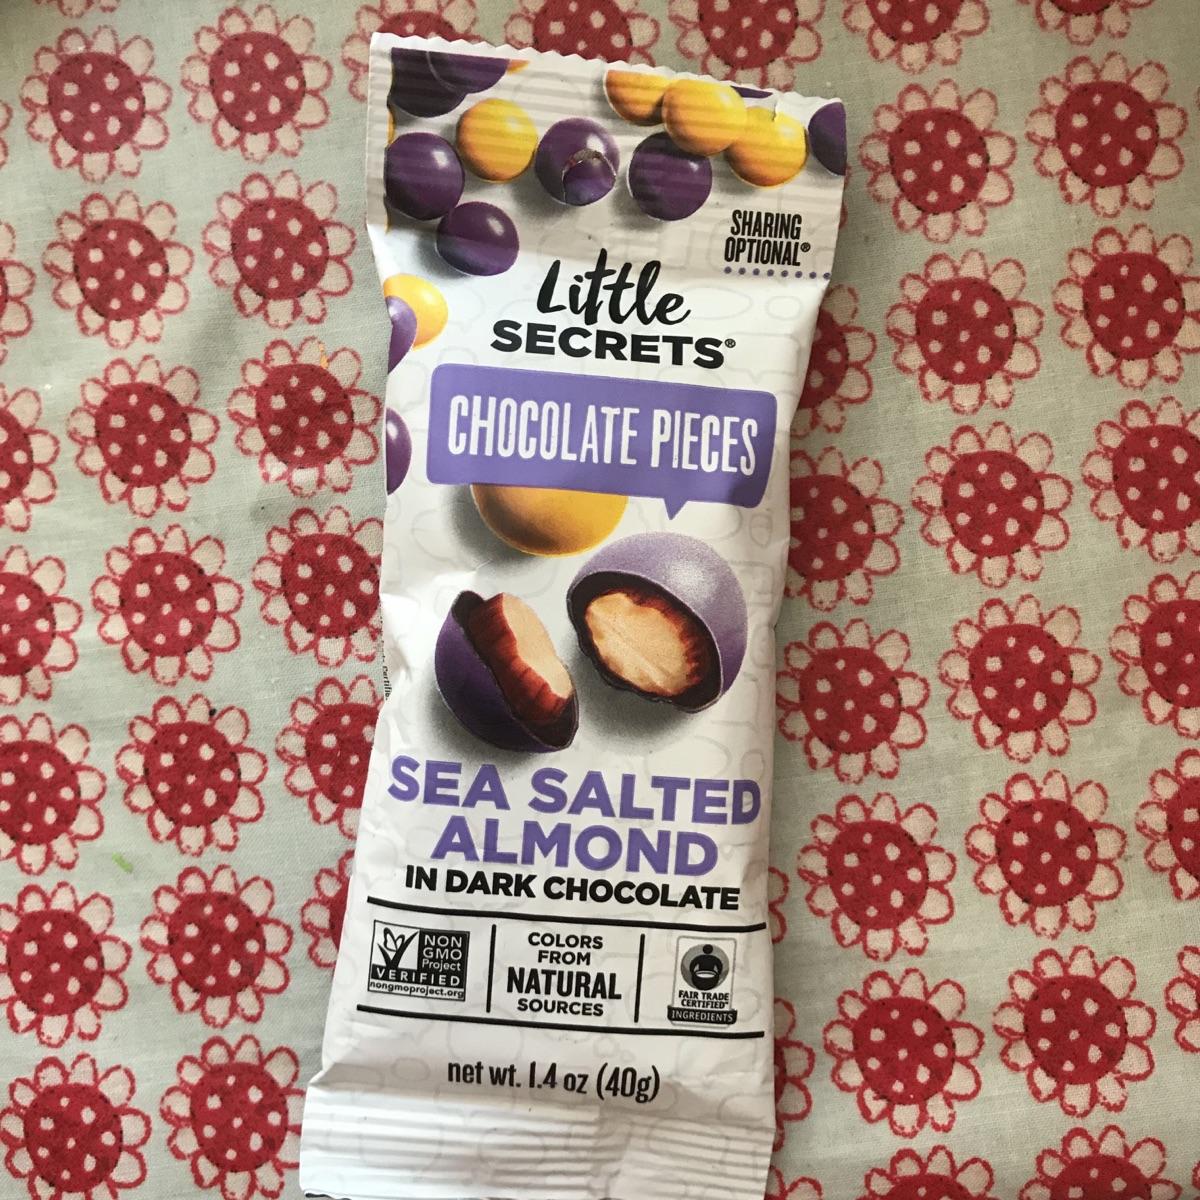 SHARING
OPTIONAL®
Little
SECRETS®
CHOCOLATE PIECES
SEA SALTED
ALMOND
IN DARK CHOCOLATE
NON
GMO
Project
VERIFIED
nongmoproject.org
COLORS
FROM
NATURAL
SOURCES
FAIR TRADE
CERTIFIED™
INGREDIENTS
net wt. 1.4 oz (40g)